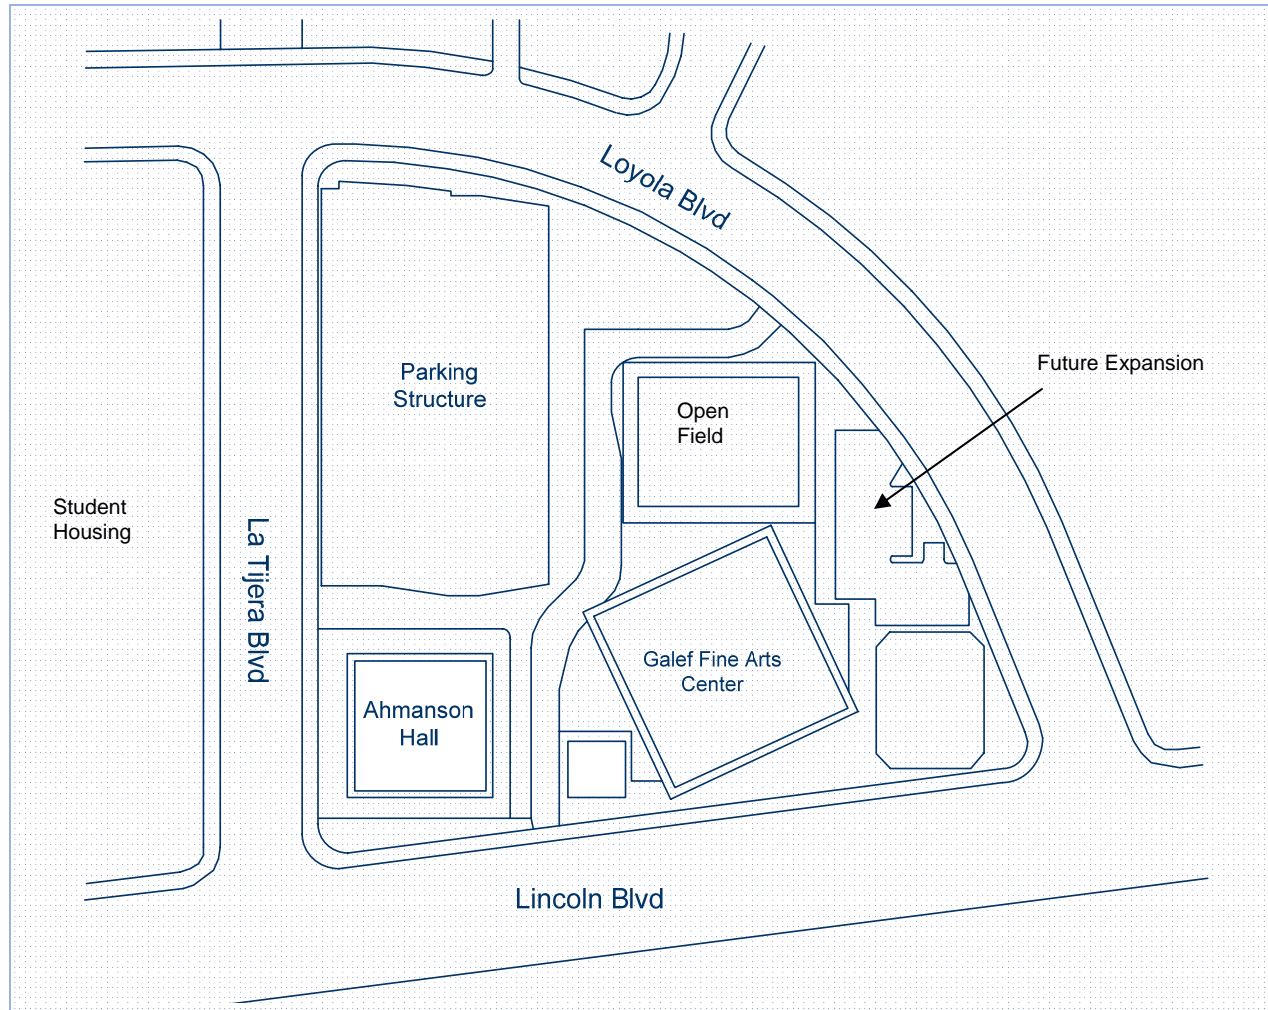 Loyola Blvd
Future Expansion
Parking
Structure
Open
Field
Student
Housing
La Tijera Blvd
Galef Fine Arts
Center
Ahmanson
Hall
Lincoln Blvd